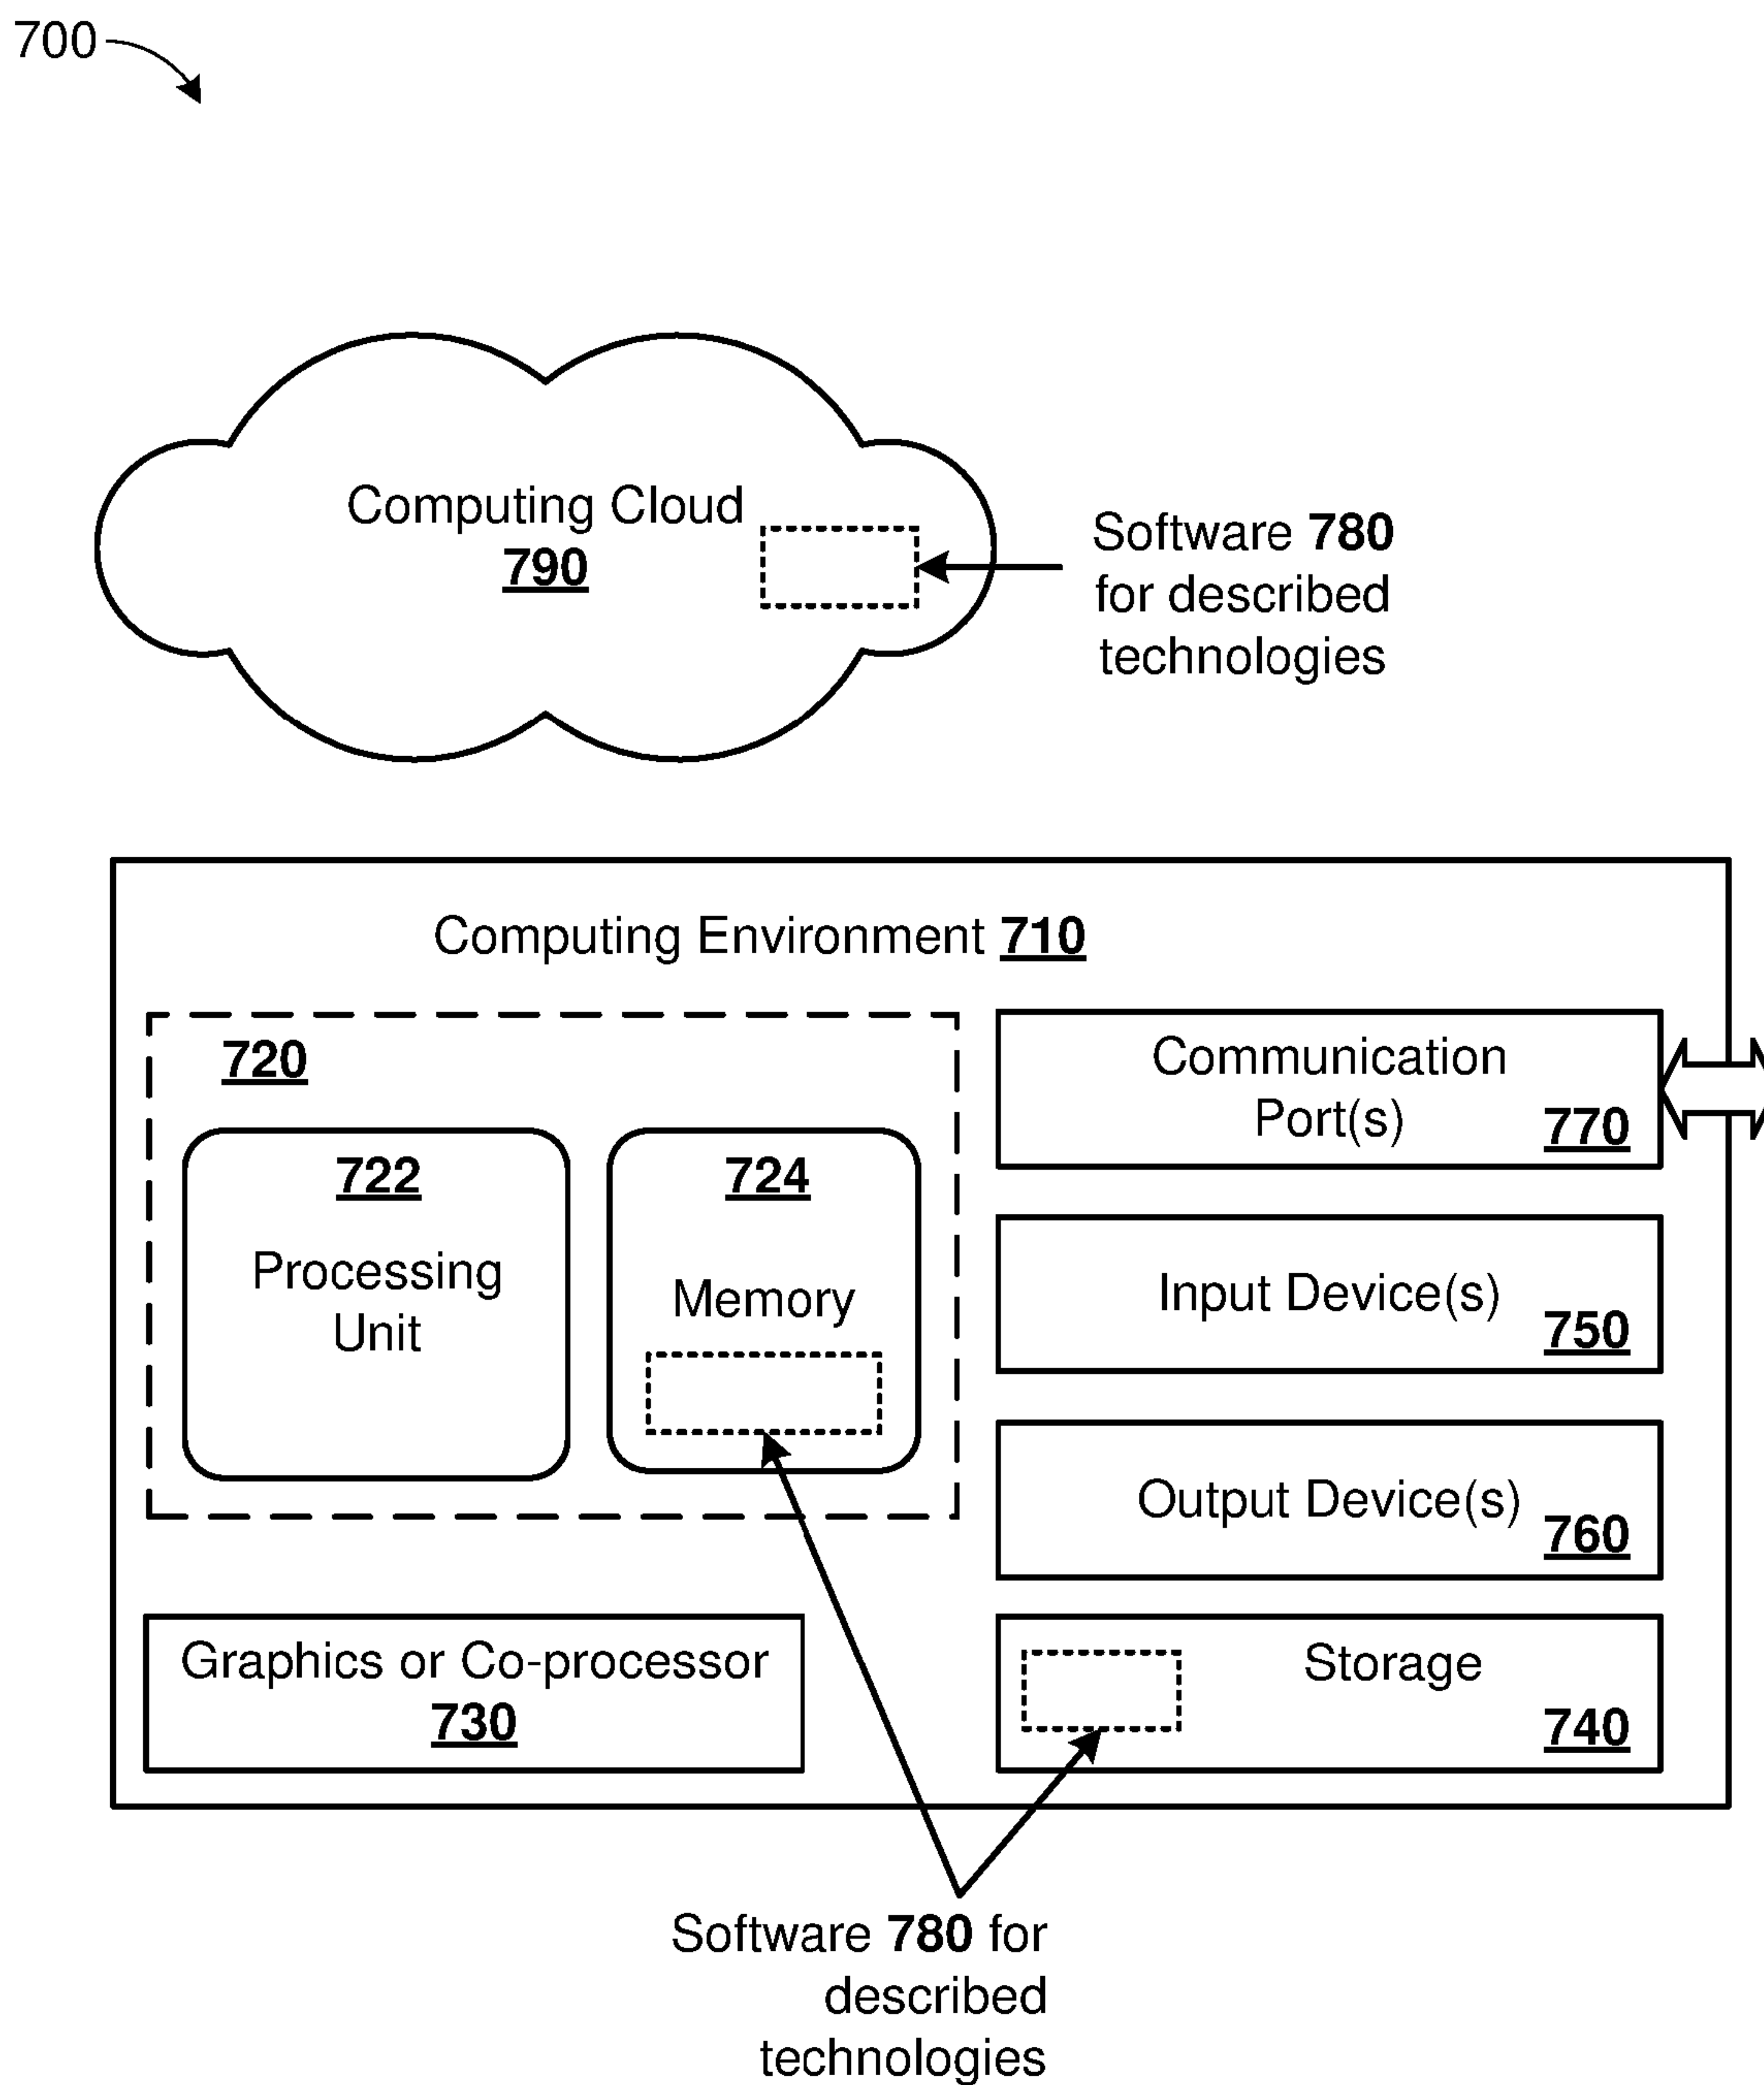 700
Computing Cloud
790
Software 780
for described
technologies
Computing Environment 710
720
722
Processing
Unit
724
Memory
Communication
Port(s)
770
Input Device(s)
750
Output Device(s)
760
Graphics or Co-processor
730
Storage
740
Software 780 for
described
technologies